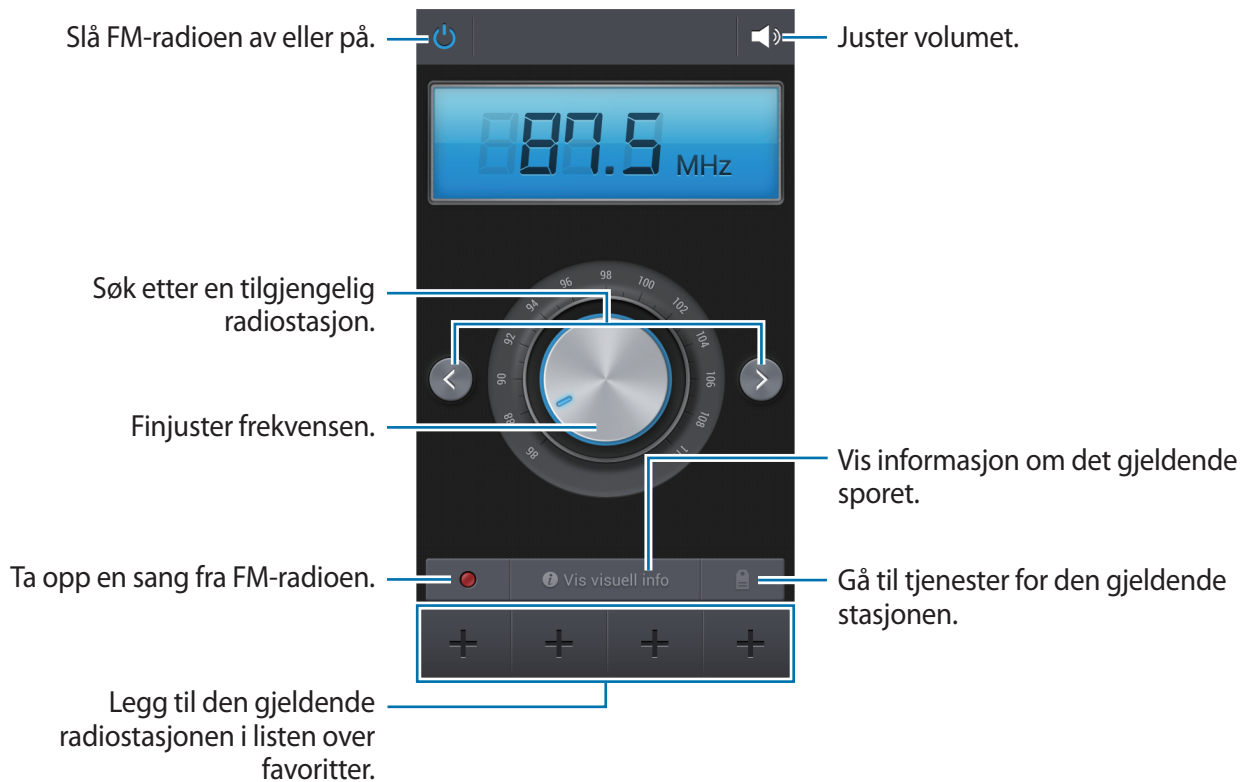 Slå FM-radioen av eller på.
Juster volumet.
87.5 MHz
Søk etter en tilgjengelig
radiostasjon.
86
88
90
92
94
96
98
100
102
104
106
108
Finjuster frekvensen.
Vis informasjon om det gjeldende
sporet.
Ta opp en sang fra FM-radioen.
Vis visuell info
Gå til tjenester for den gjeldende
stasjonen.
Legg til den gjeldende
radiostasjonen i listen over
favoritter.